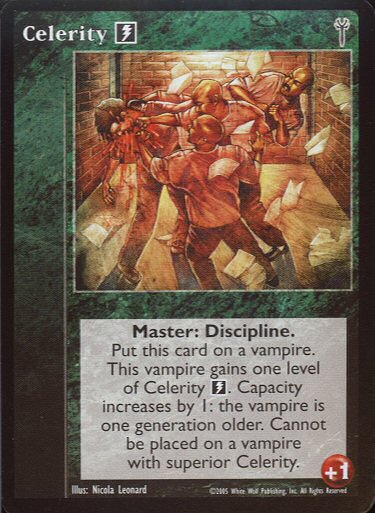 Celerity
Master: Discipline.
Put this card on a vampire.
This vampire gains one level
of Celerity. Capacity
increases by 1: the vampire is
one generation older. Cannot
be placed on a vampire
with superior Celerity.
+1
Illus: Nicola Leonard
©2005 White Wolf Publishing, Inc. All Rights Reserved.